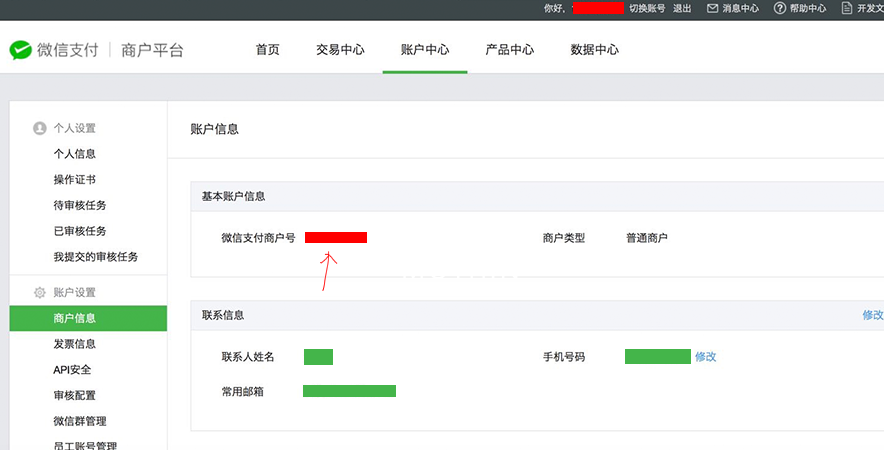 你好, 切换账号 退出 消息中心 帮助中心 开发文
微信支付 商户平台 首页 交易中心 账户中心 产品中心 数据中心
个人设置
个人信息
操作证书
待审核任务
已审核任务
我提交的审核任务
账户设置
商户信息
发票信息
API安全
审核配置
微信群管理
员工账号管理
账户信息
基本账户信息
微信支付商户号 商户类型 普通商户
联系信息 修改
联系人姓名 手机号码 修改
常用邮箱